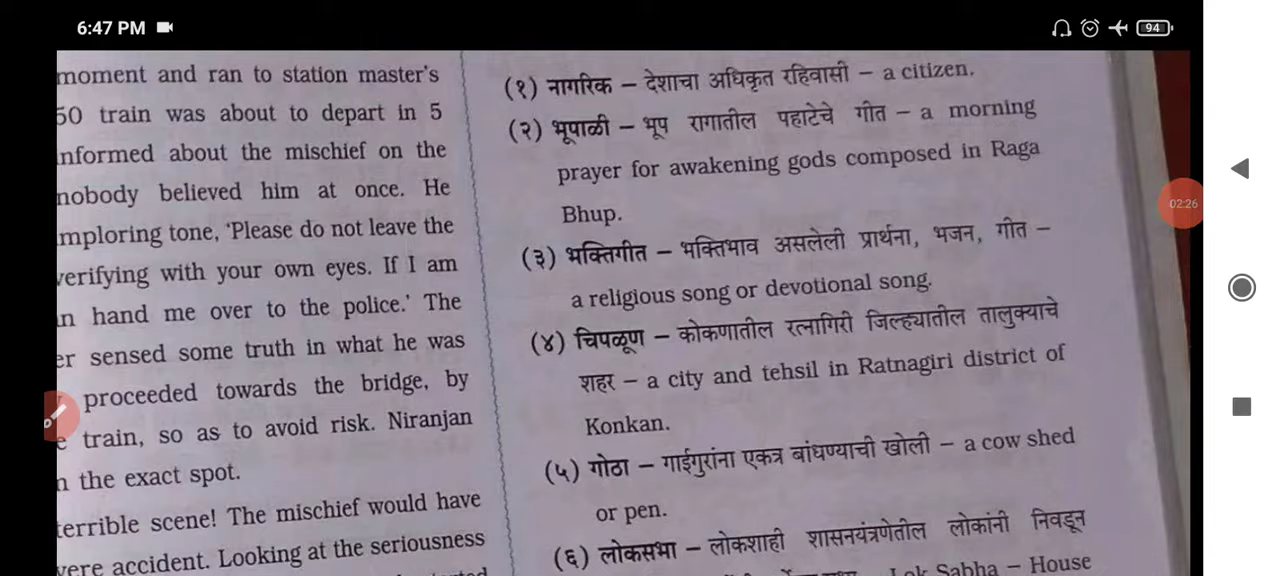 6:47 PM
94
moment and ran to station master's
50 train was about to depart in 5
informed about the mischief on the
nobody believed him at once. He
mploring tone, 'Please do not leave the
verifying with your own eyes. If I am
n hand me over to the police.' The
er sensed some truth in what he was
proceeded towards the bridge, by
e train, so as to avoid risk. Niranjan
n the exact spot.
terrible scene! The mischief would have
vere accident. Looking at the seriousness
(१) नागरिक – देशाचा अधिकृत रहिवासी – a citizen.
(२) भूपाळी – भूप रागातील पहाटेचे गीत – a morning
prayer for awakening gods composed in Raga
Bhup.
(३) भक्तिगीत – भक्तिभाव असलेली प्रार्थना, भजन, गीत –
a religious song or devotional song.
(४) चिपळूण – कोकणातील रत्नागिरी जिल्ह्यातील तालुक्याचे
शहर – a city and tehsil in Ratnagiri district of
Konkan.
(५) गोठा – गाईगुरांना एकत्र बांधण्याची खोली – a cow shed
or pen.
(६) लोकसभा – लोकशाही शासनयंत्रणेतील लोकांनी निवडून
Lok Sabha – House
02:26